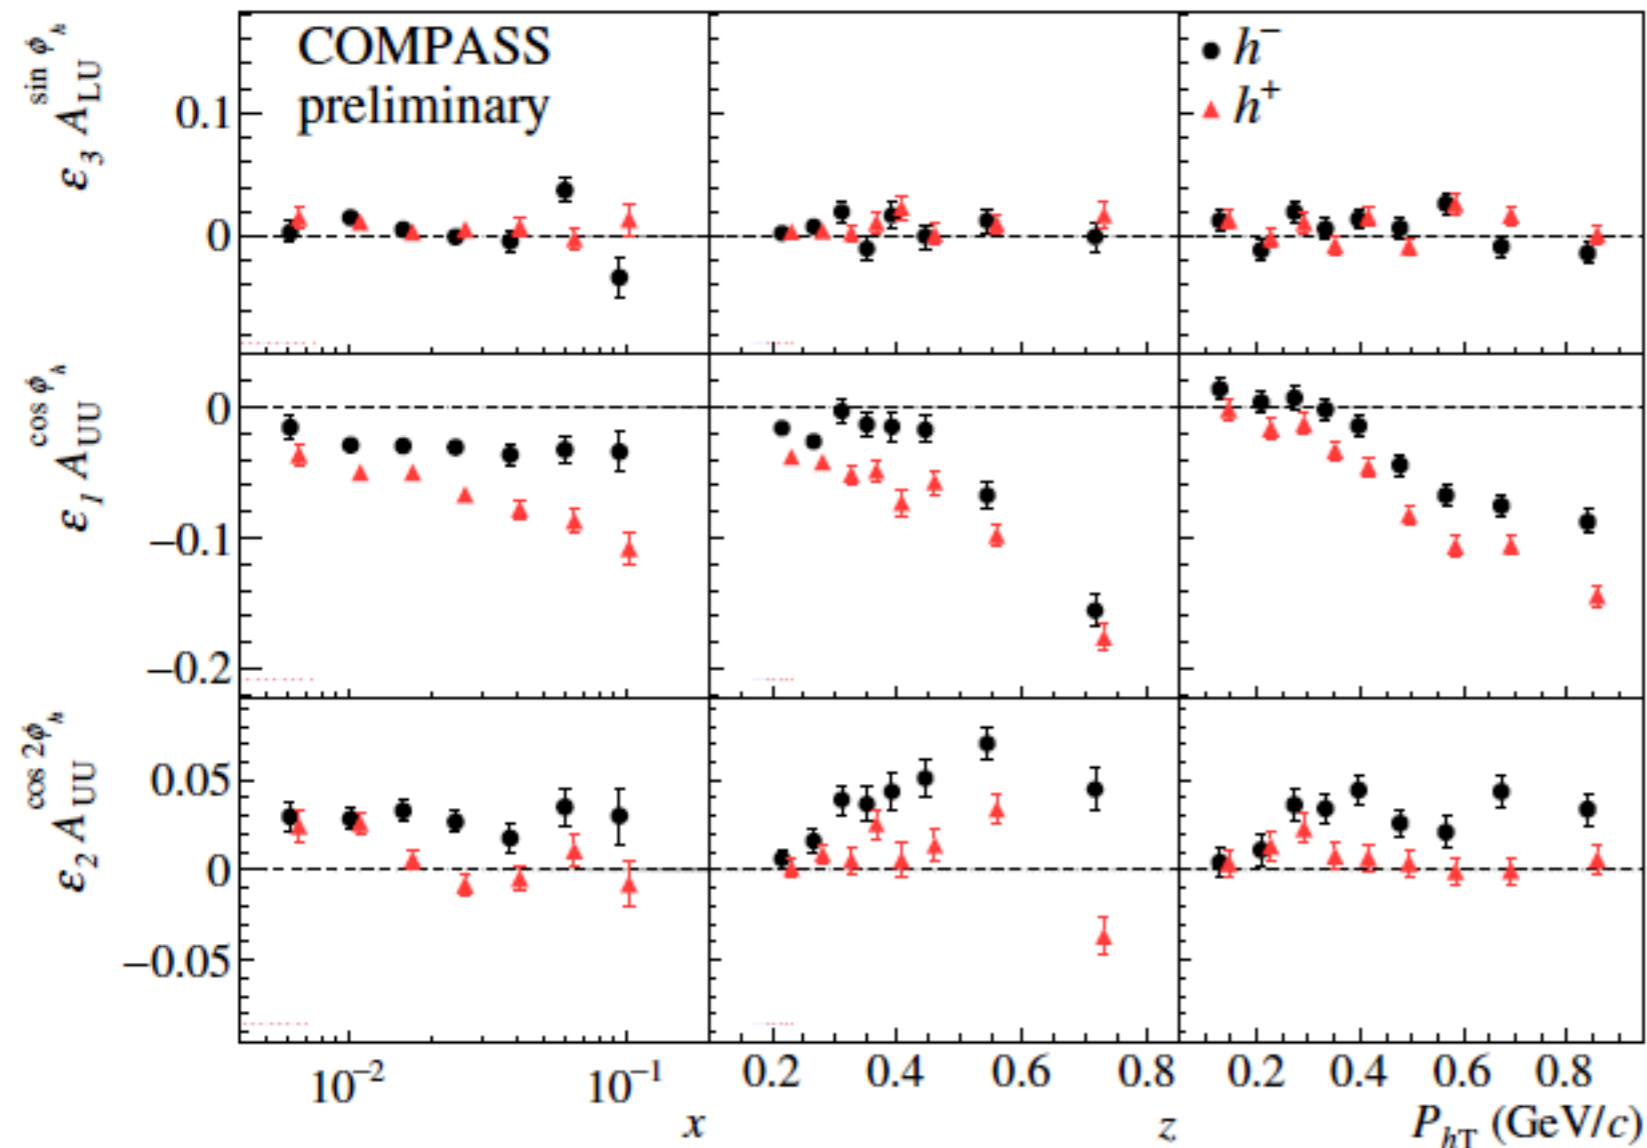 COMPASS
preliminary
h⁻
h⁺
ε₃ A_LU^{sin ϕ_h}
0.1
0
ε₁ A_UU^{cos ϕ_h}
0
−0.1
−0.2
ε₂ A_UU^{cos 2ϕ_h}
0.05
0
−0.05
10⁻² 10⁻¹ 0.2 0.4 0.6 0.8 0.2 0.4 0.6 0.8
x z P_hT (GeV/c)